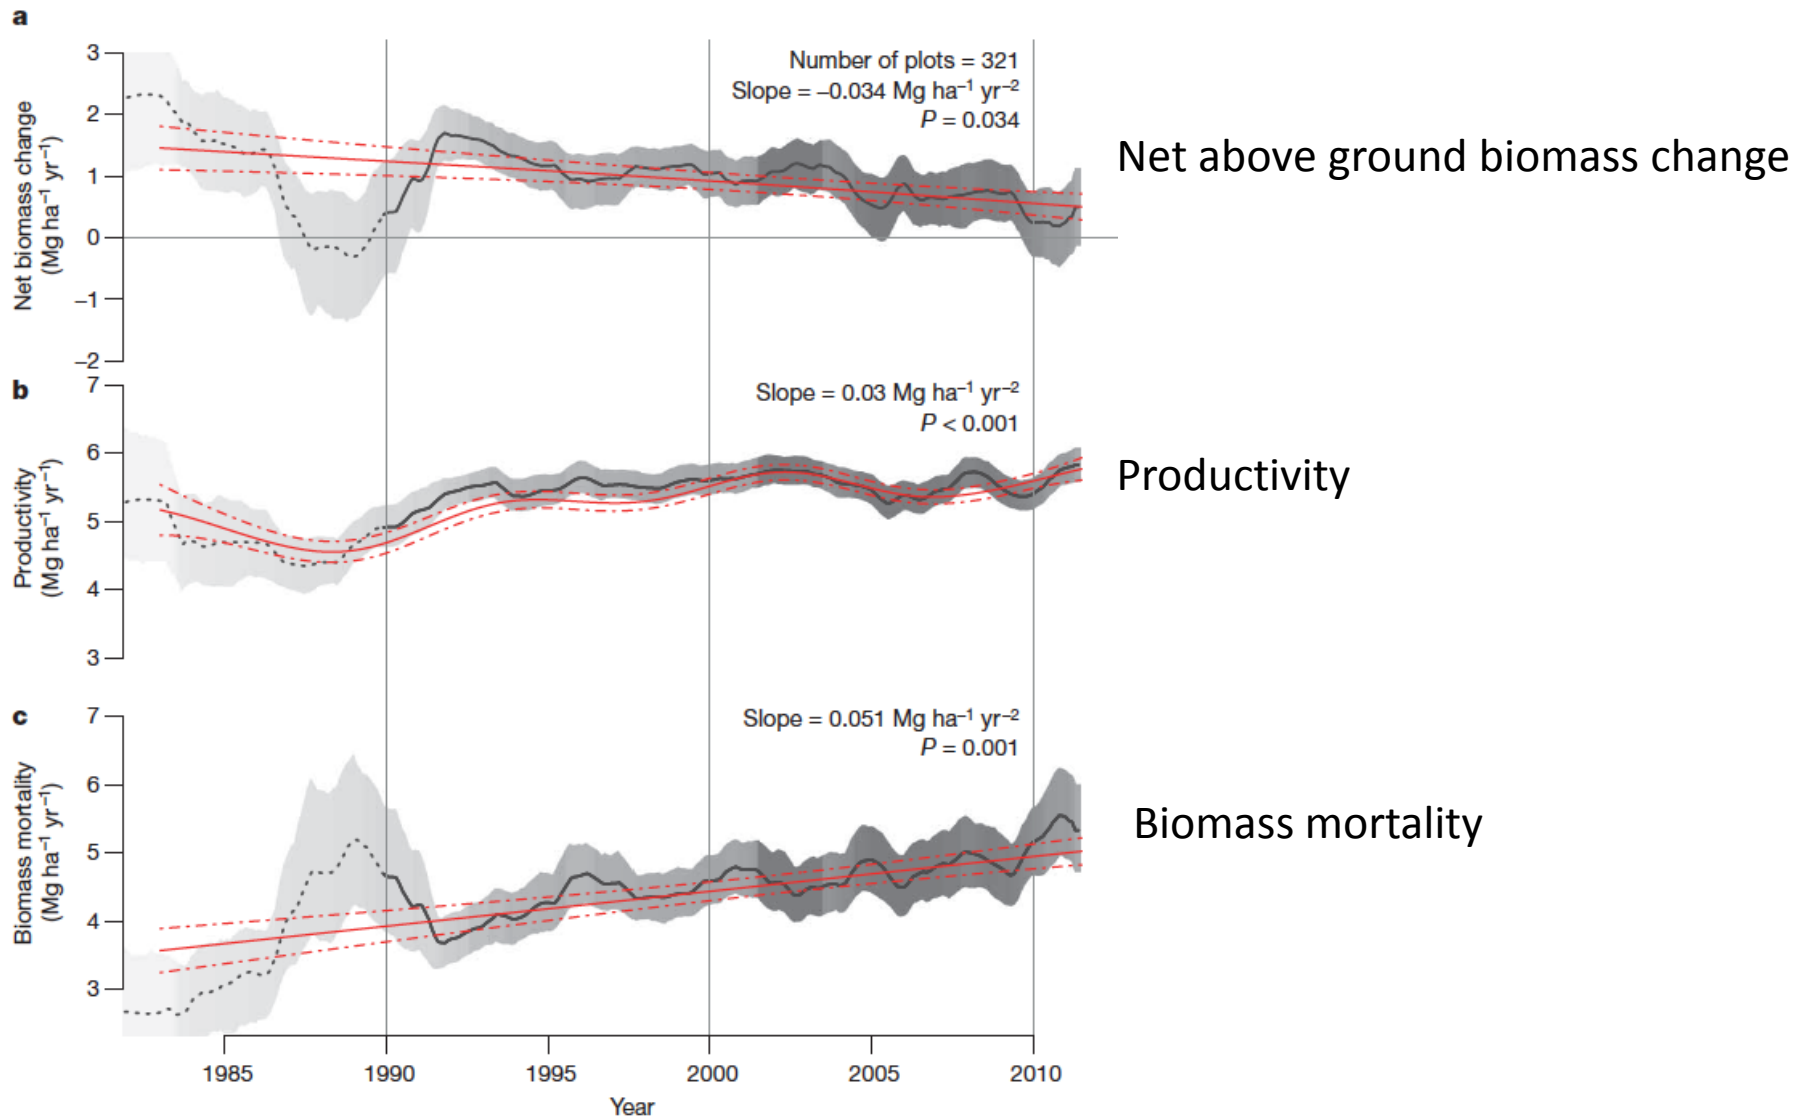 a
Number of plots = 321
Slope = –0.034 Mg ha⁻¹ yr⁻²
P = 0.034
3
2
1
0
–1
–2
Net biomass change
(Mg ha⁻¹ yr⁻¹)
Net above ground biomass change
b
Slope = 0.03 Mg ha⁻¹ yr⁻²
P < 0.001
7
6
5
4
3
Productivity
(Mg ha⁻¹ yr⁻¹)
Productivity
c
Slope = 0.051 Mg ha⁻¹ yr⁻²
P = 0.001
7
6
5
4
3
Biomass mortality
(Mg ha⁻¹ yr⁻¹)
Biomass mortality
1985 1990 1995 2000 2005 2010
Year